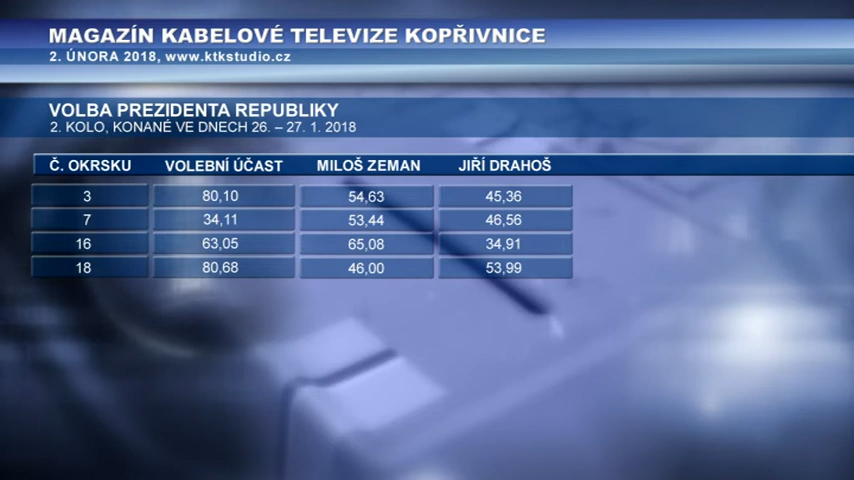 MAGAZÍN KABELOVÉ TELEVIZE KOPŘIVNICE
2. ÚNORA 2018, www.ktkstudio.cz
VOLBA PREZIDENTA REPUBLIKY
2. KOLO, KONANÉ VE DNECH 26. – 27. 1. 2018
Č. OKRSKU VOLEBNÍ ÚČAST MILOŠ ZEMAN JIŘÍ DRAHOŠ
3 80,10 54,63 45,36
7 34,11 53,44 46,56
16 63,05 65,08 34,91
18 80,68 46,00 53,99